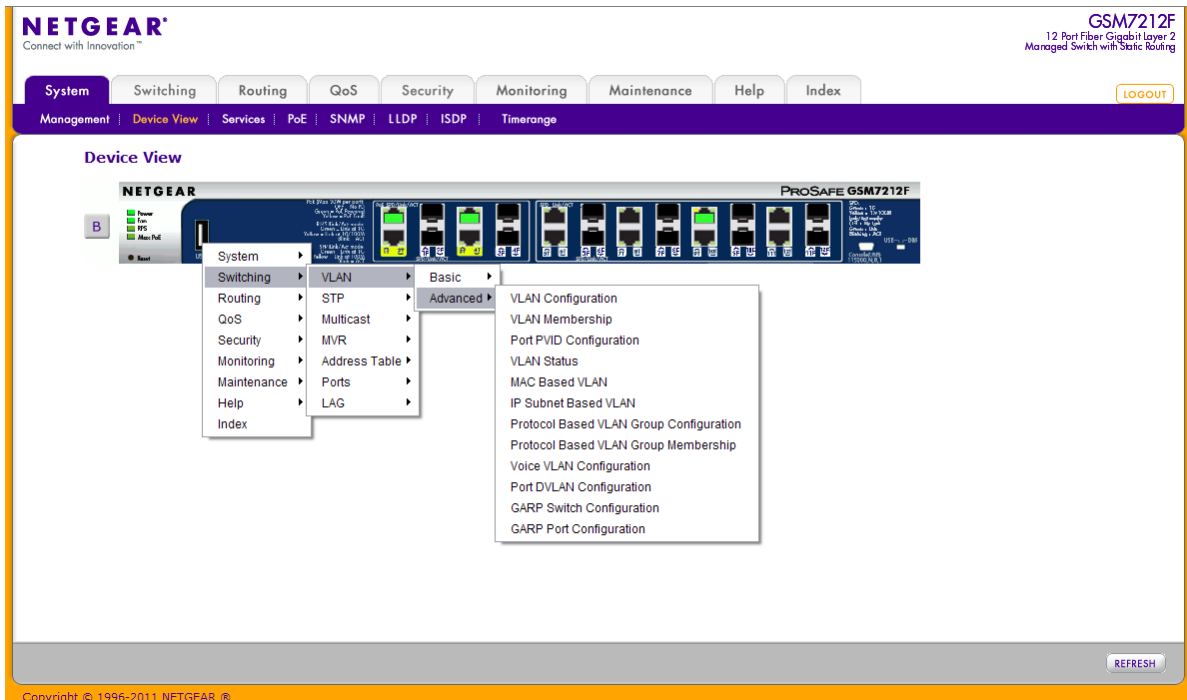 NETGEAR®
Connect with Innovation™
GSM7212F
12 Port Fiber Gigabit Layer 2
Managed Switch with Static Routing
System Switching Routing QoS Security Monitoring Maintenance Help Index
LOGOUT
Management Device View Services PoE SNMP LLDP ISDP Timerange
Device View
NETGEAR
PROSAFE GSM7212F
B
Power
Fan
RPS
Max PoE
Reset
System
Switching
Routing
QoS
Security
Monitoring
Maintenance
Help
Index
VLAN
STP
Multicast
MVR
Address Table
Ports
LAG
Basic
Advanced
VLAN Configuration
VLAN Membership
Port PVID Configuration
VLAN Status
MAC Based VLAN
IP Subnet Based VLAN
Protocol Based VLAN Group Configuration
Protocol Based VLAN Group Membership
Voice VLAN Configuration
Port DVLAN Configuration
GARP Switch Configuration
GARP Port Configuration
REFRESH
Copyright © 1996-2011 NETGEAR ®